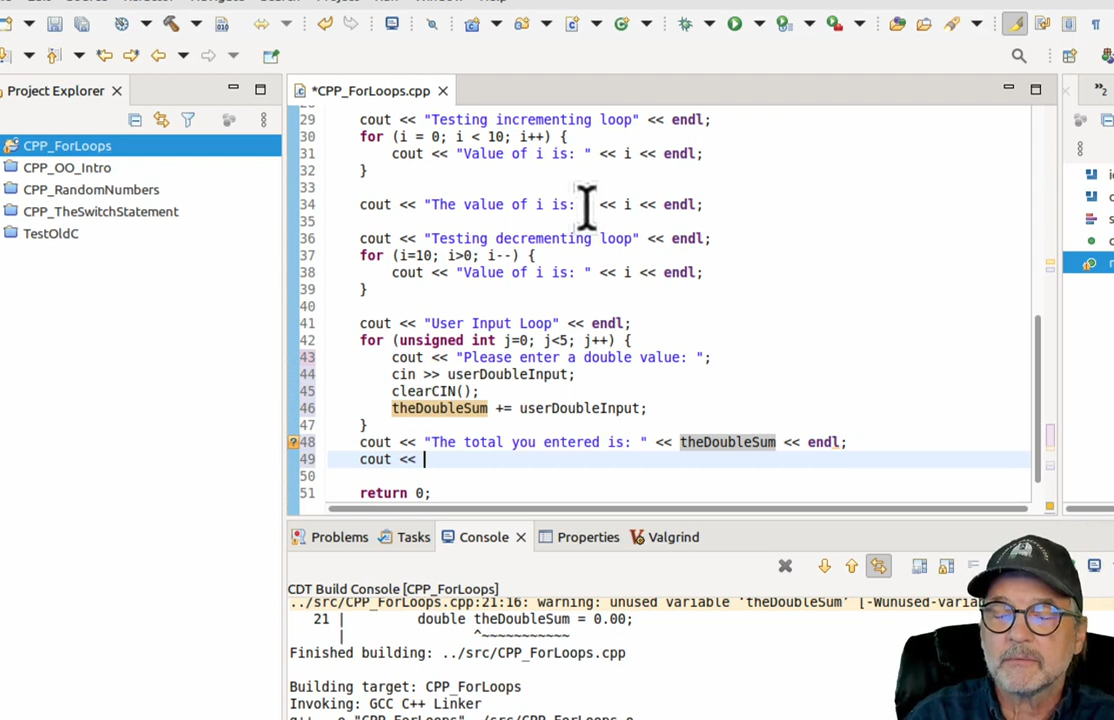 Project Explorer
CPP_ForLoops
CPP_OO_Intro
CPP_RandomNumbers
CPP_TheSwitchStatement
TestOldC
*CPP_ForLoops.cpp
29 cout << "Testing incrementing loop" << endl;
30 for (i = 0; i < 10; i++) {
31 cout << "Value of i is: " << i << endl;
32 }
33
34 cout << "The value of i is: << i << endl;
35
36 cout << "Testing decrementing loop" << endl;
37 for (i=10; i>0; i--) {
38 cout << "Value of i is: " << i << endl;
39 }
40
41 cout << "User Input Loop" << endl;
42 for (unsigned int j=0; j<5; j++) {
43 cout << "Please enter a double value: ";
44 cin >> userDoubleInput;
45 clearCIN();
46 theDoubleSum += userDoubleInput;
47 }
48 cout << "The total you entered is: " << theDoubleSum << endl;
49 cout <<
50
51 return 0;
Problems Tasks Console Properties Valgrind
CDT Build Console [CPP_ForLoops]
../src/CPP_ForLoops.cpp:21:16: warning: unused variable 'theDoubleSum' [-Wunused-varia
21 | double theDoubleSum = 0.00;
| ^~~~~~~~~~~~
Finished building: ../src/CPP_ForLoops.cpp
Building target: CPP_ForLoops
Invoking: GCC C++ Linker